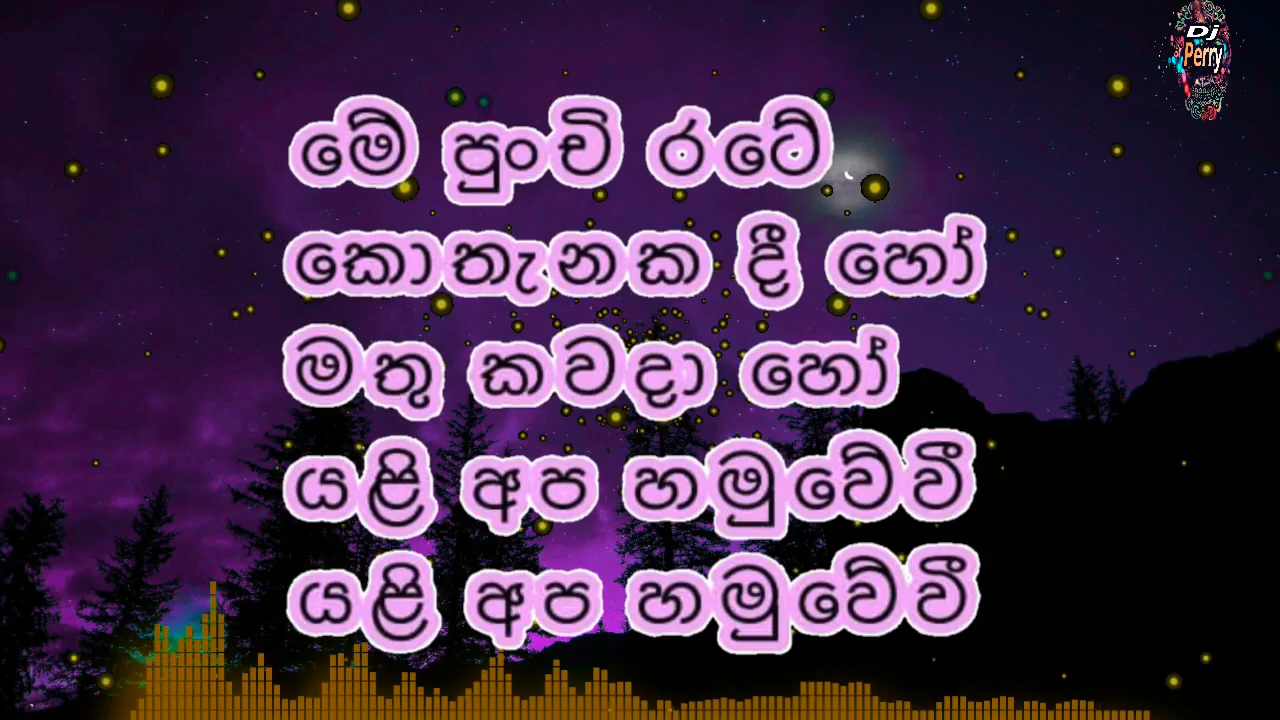 Dj
Perry
මේ පුංචි රටේ
කොතැනක දී හෝ
මතු කවදා හෝ
යළි අප හමුවේවී
යළි අප හමුවේවී